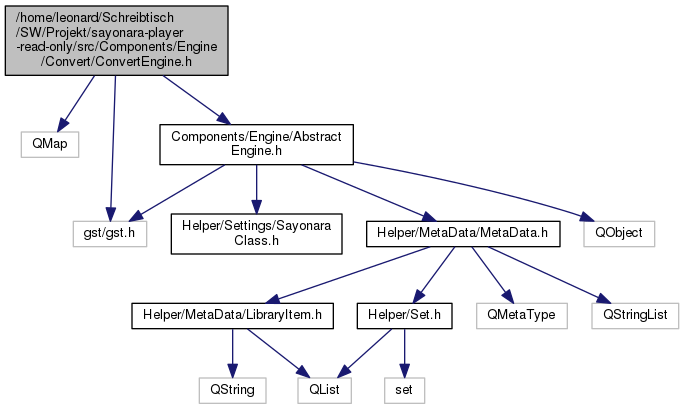 /home/leonard/Schreibtisch
/SW/Projekt/sayonara-player
-read-only/src/Components/Engine
/Convert/ConvertEngine.h
QMap
Components/Engine/Abstract
Engine.h
gst/gst.h
Helper/Settings/Sayonara
Class.h
Helper/MetaData/MetaData.h
QObject
Helper/MetaData/LibraryItem.h
Helper/Set.h
QMetaType
QStringList
QString
QList
set